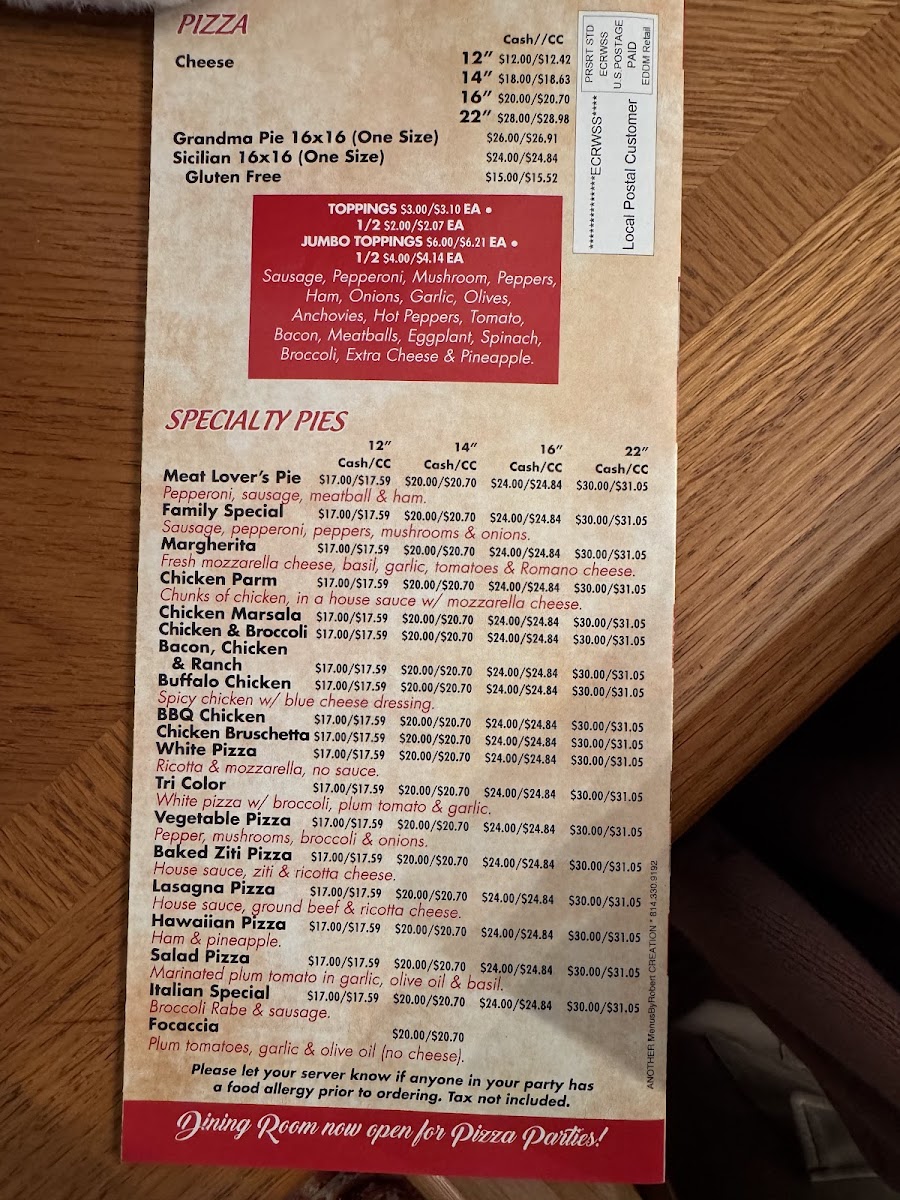 PIZZA
Cash//CC
Cheese 12" $12.00/$12.42
14" $18.00/$18.63
16" $20.00/$20.70
22" $28.00/$28.98
Grandma Pie 16x16 (One Size) $26.00/$26.91
Sicilian 16x16 (One Size) $24.00/$24.84
Gluten Free $15.00/$15.52
PRSRT STD
ECRWSS
U.S.POSTAGE
PAID
EDDM Retail
**************ECRWSS****
Local Postal Customer
TOPPINGS $3.00/$3.10 EA •
1/2 $2.00/$2.07 EA
JUMBO TOPPINGS $6.00/$6.21 EA •
1/2 $4.00/$4.14 EA
Sausage, Pepperoni, Mushroom, Peppers,
Ham, Onions, Garlic, Olives,
Anchovies, Hot Peppers, Tomato,
Bacon, Meatballs, Eggplant, Spinach,
Broccoli, Extra Cheese & Pineapple.
SPECIALTY PIES
12" 14" 16" 22"
Cash/CC Cash/CC Cash/CC Cash/CC
Meat Lover's Pie $17.00/$17.59 $20.00/$20.70 $24.00/$24.84 $30.00/$31.05
Pepperoni, sausage, meatball & ham.
Family Special $17.00/$17.59 $20.00/$20.70 $24.00/$24.84 $30.00/$31.05
Sausage, pepperoni, peppers, mushrooms & onions.
Margherita $17.00/$17.59 $20.00/$20.70 $24.00/$24.84 $30.00/$31.05
Fresh mozzarella cheese, basil, garlic, tomatoes & Romano cheese.
Chicken Parm $17.00/$17.59 $20.00/$20.70 $24.00/$24.84 $30.00/$31.05
Chunks of chicken, in a house sauce w/ mozzarella cheese.
Chicken Marsala $17.00/$17.59 $20.00/$20.70 $24.00/$24.84 $30.00/$31.05
Chicken & Broccoli $17.00/$17.59 $20.00/$20.70 $24.00/$24.84 $30.00/$31.05
Bacon, Chicken
& Ranch $17.00/$17.59 $20.00/$20.70 $24.00/$24.84 $30.00/$31.05
Buffalo Chicken $17.00/$17.59 $20.00/$20.70 $24.00/$24.84 $30.00/$31.05
Spicy chicken w/ blue cheese dressing.
BBQ Chicken $17.00/$17.59 $20.00/$20.70 $24.00/$24.84 $30.00/$31.05
Chicken Bruschetta $17.00/$17.59 $20.00/$20.70 $24.00/$24.84 $30.00/$31.05
White Pizza $17.00/$17.59 $20.00/$20.70 $24.00/$24.84 $30.00/$31.05
Ricotta & mozzarella, no sauce.
Tri Color $17.00/$17.59 $20.00/$20.70 $24.00/$24.84 $30.00/$31.05
White pizza w/ broccoli, plum tomato & garlic.
Vegetable Pizza $17.00/$17.59 $20.00/$20.70 $24.00/$24.84 $30.00/$31.05
Pepper, mushrooms, broccoli & onions.
Baked Ziti Pizza $17.00/$17.59 $20.00/$20.70 $24.00/$24.84 $30.00/$31.05
House sauce, ziti & ricotta cheese.
Lasagna Pizza $17.00/$17.59 $20.00/$20.70 $24.00/$24.84 $30.00/$31.05
House sauce, ground beef & ricotta cheese.
Hawaiian Pizza $17.00/$17.59 $20.00/$20.70 $24.00/$24.84 $30.00/$31.05
Ham & pineapple.
Salad Pizza $17.00/$17.59 $20.00/$20.70 $24.00/$24.84 $30.00/$31.05
Marinated plum tomato in garlic, olive oil & basil.
Italian Special $17.00/$17.59 $20.00/$20.70 $24.00/$24.84 $30.00/$31.05
Broccoli Rabe & sausage.
Focaccia $20.00/$20.70
Plum tomatoes, garlic & olive oil (no cheese).
Please let your server know if anyone in your party has
a food allergy prior to ordering. Tax not included.
ANOTHER MenusByRobert CREATION * 814.330.9192
Dining Room now open for Pizza Parties!